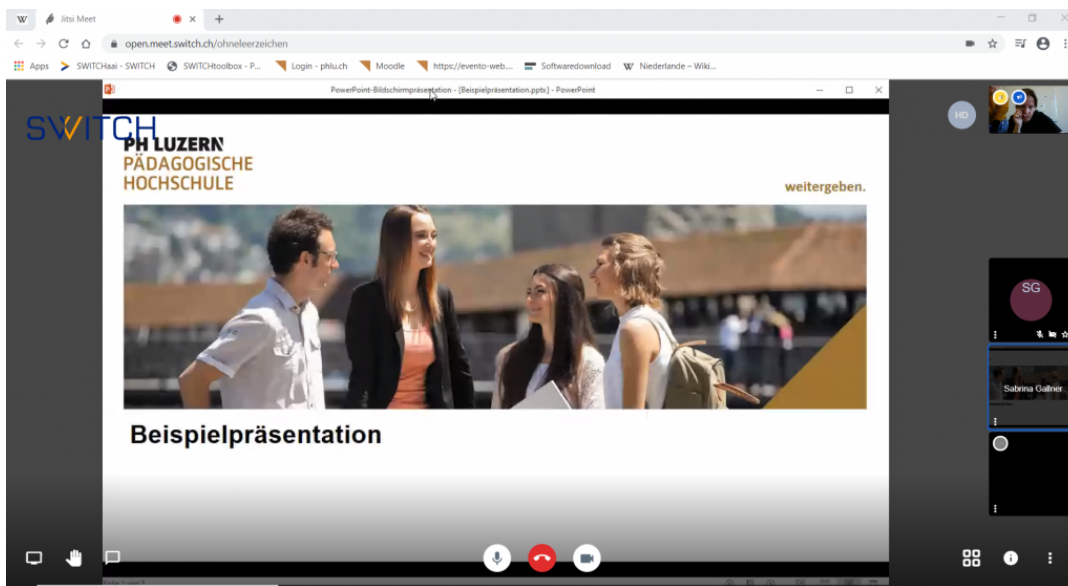 Jitsi Meet
open.meet.switch.ch/ohneleerzeichen
Apps SWITCHaai - SWITCH SWITCHtoolbox - P... Login - phlu.ch Moodle https://evento-web.... Softwaredownload Niederlande – Wiki...
PowerPoint-Bildschirmpräsentation - [Beispielpräsentation.pptx] - PowerPoint
SWITCH
HD
PH LUZERN
PÄDAGOGISCHE
HOCHSCHULE
weitergeben.
SG
Sabrina Gallner
Beispielpräsentation